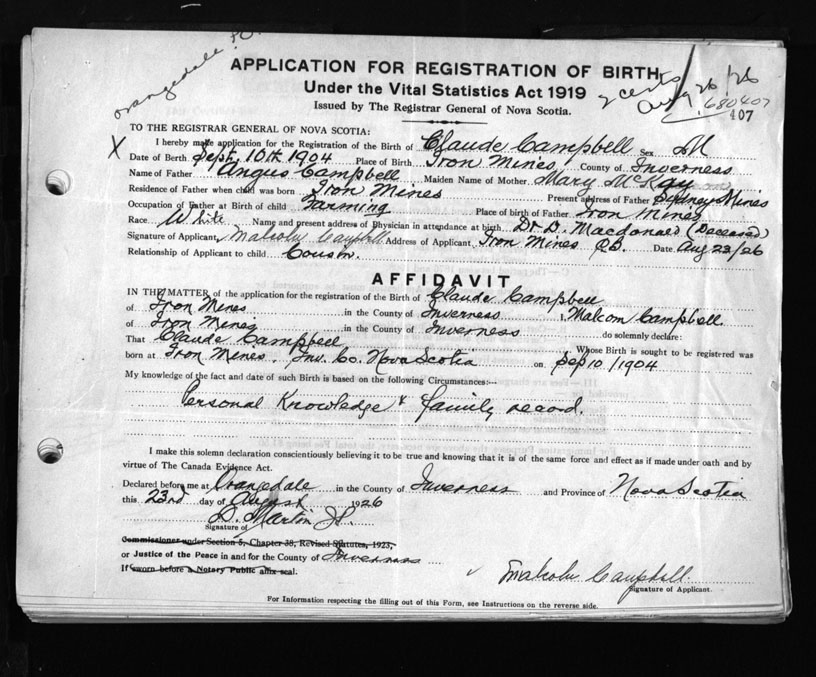 Orangedale P.O.
APPLICATION FOR REGISTRATION OF BIRTH
Under the Vital Statistics Act 1919
Issued by The Registrar General of Nova Scotia.
2 certs
Aug 26/26
680407
407
TO THE REGISTRAR GENERAL OF NOVA SCOTIA:
X I hereby make application for the Registration of the Birth of Claude Campbell Sex M
Date of Birth Sept. 10th 1904 Place of Birth Iron Mines County of Inverness
Name of Father Angus Campbell Maiden Name of Mother Mary McKay
Residence of Father when child was born Iron Mines Present address of Father Sydney Mines
Occupation of Father at Birth of child Farming Place of birth of Father Iron Mines
Race White Name and present address of Physician in attendance at birth Dr. D. Macdonald (Deceased)
Signature of Applicant Malcolm Campbell Address of Applicant Iron Mines CB. Date Aug 23/26
Relationship of Applicant to child Cousin.
AFFIDAVIT
IN THE MATTER of the application for the registration of the Birth of Claude Campbell
of Iron Mines in the County of Inverness I, Malcom Campbell.
of Iron Mines in the County of Inverness do solemnly declare:
That Claude Campbell Whose Birth is sought to be registered was
born at Iron Mines. Inv. Co. Nova Scotia on Sep 10/1904
My knowledge of the fact and date of such Birth is based on the following Circumstances:—
Personal Knowledge & family record.
I make this solemn declaration conscientiously believing it to be true and knowing that it is of the same force and effect as if made under oath and by
virtue of The Canada Evidence Act.
Declared before me at Orangedale in the County of Inverness and Province of Nova Scotia
this 23rd day of August 1926
D. Martin J.P.
Signature of
Commissioner under Section 5, Chapter 38, Revised Statutes, 1923,
or Justice of the Peace in and for the County of Inverness
If sworn before a Notary Public affix seal.
Malcolm Campbell
Signature of Applicant.
For Information respecting the filling out of this Form, see Instructions on the reverse side.